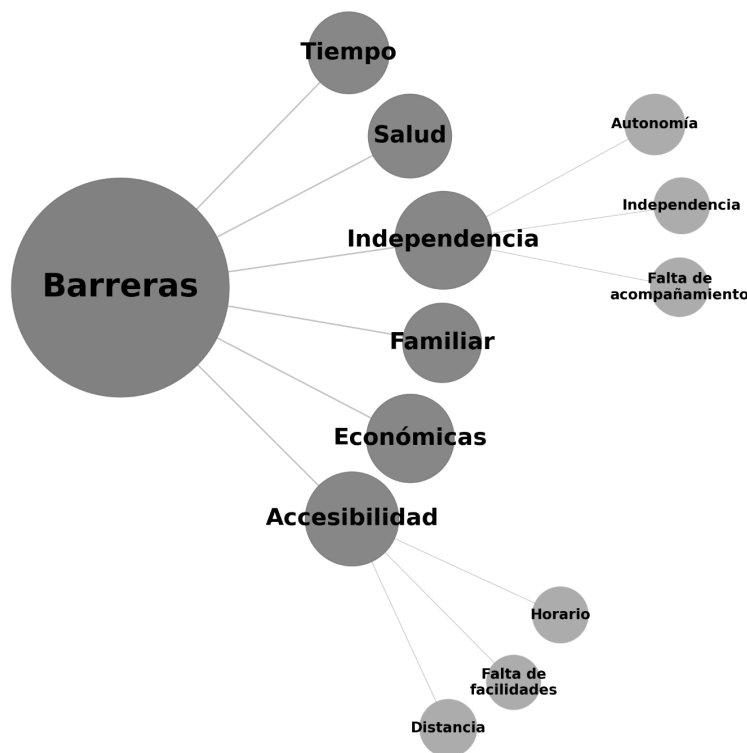 Tiempo
Salud
Autonomía
Independencia
Independencia
Falta de
acompañamiento
Barreras
Familiar
Económicas
Accesibilidad
Horario
Falta de
facilidades
Distancia